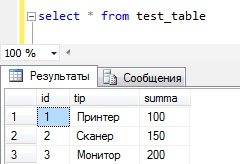 select * from test_table
100 %
Результаты Сообщения
id tip summa
1 1 Принтер 100
2 2 Сканер 150
3 3 Монитор 200